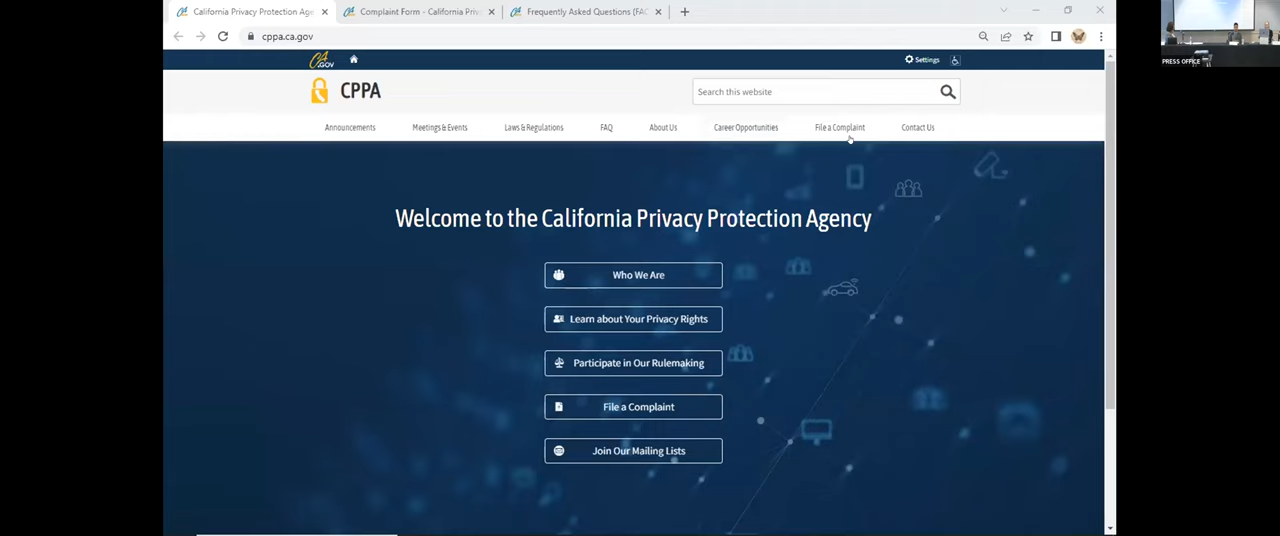 California Privacy Protection Age
Complaint Form - California Priv
Frequently Asked Questions (FAC
cppa.ca.gov
CA.GOV
Settings
CPPA
Search this website
Announcements
Meetings & Events
Laws & Regulations
FAQ
About Us
Career Opportunities
File a Complaint
Contact Us
Welcome to the California Privacy Protection Agency
Who We Are
Learn about Your Privacy Rights
Participate in Our Rulemaking
File a Complaint
Join Our Mailing Lists
PRESS OFFICE